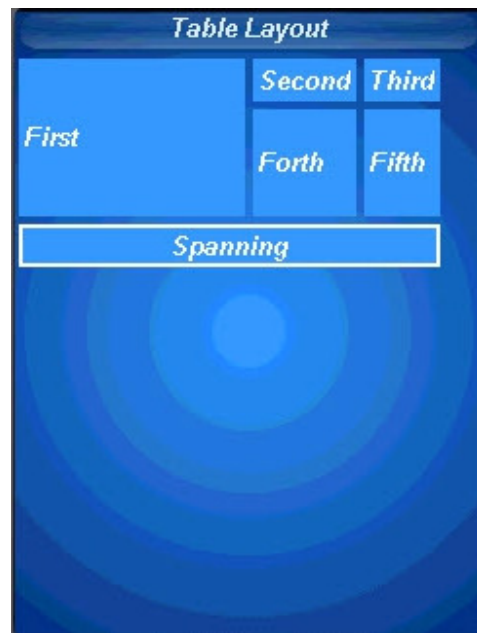 Table Layout
First
Second
Third
Forth
Fifth
Spanning